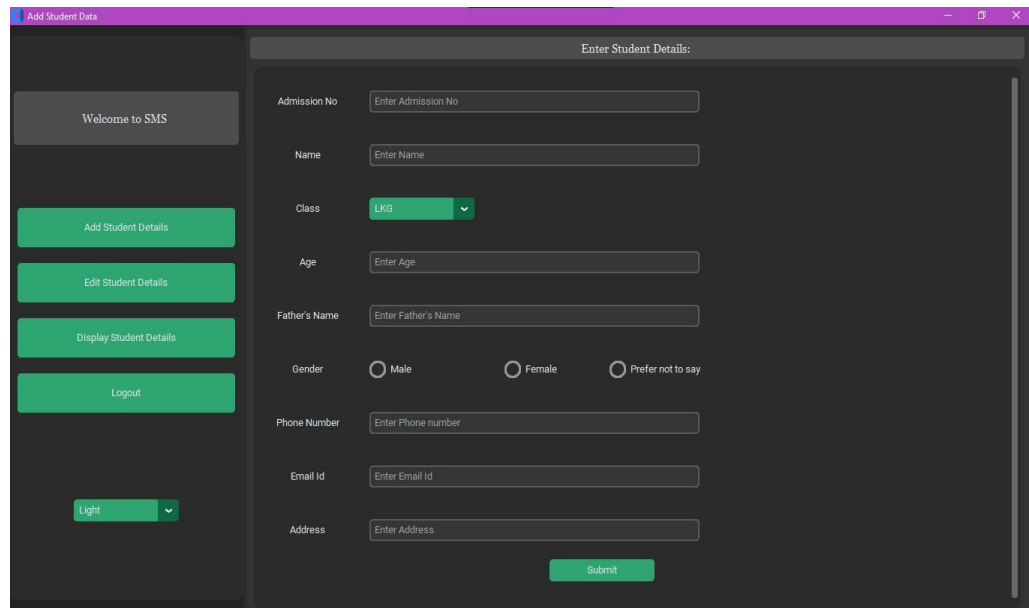 Add Student Data
Welcome to SMS
Add Student Details
Edit Student Details
Display Student Details
Logout
Light
Enter Student Details:
Admission No Enter Admission No
Name Enter Name
Class LKG
Age Enter Age
Father's Name Enter Father's Name
Gender Male Female Prefer not to say
Phone Number Enter Phone number
Email Id Enter Email Id
Address Enter Address
Submit